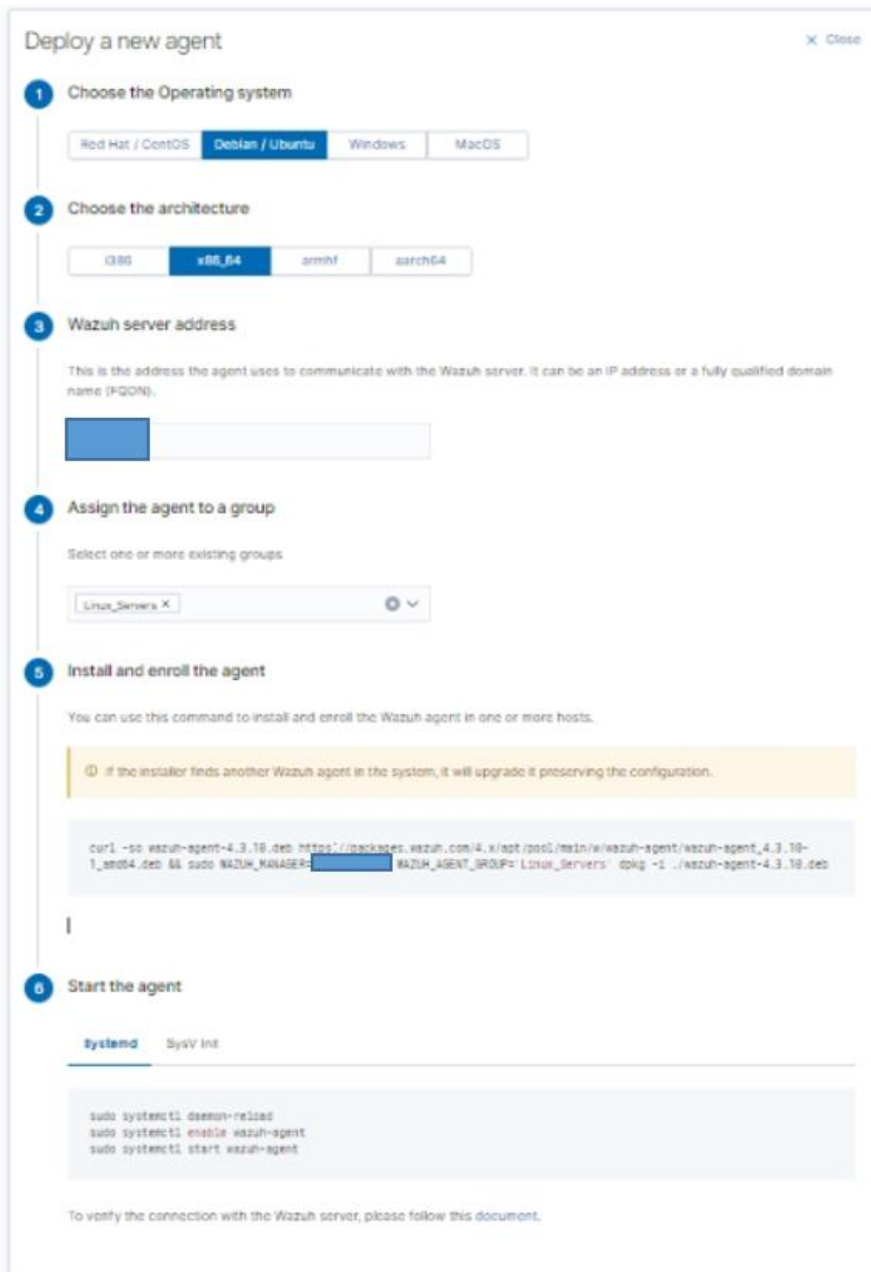 Deploy a new agent
× Close
1 Choose the Operating system
Red Hat / CentOS Debian / Ubuntu Windows MacOS
2 Choose the architecture
i386 x86_64 armhf aarch64
3 Wazuh server address
This is the address the agent uses to communicate with the Wazuh server. It can be an IP address or a fully qualified domain
name (FQDN).
4 Assign the agent to a group
Select one or more existing groups
Linux_Servers ×
5 Install and enroll the agent
You can use this command to install and enroll the Wazuh agent in one or more hosts.
If the installer finds another Wazuh agent in the system, it will upgrade it preserving the configuration.
curl -so wazuh-agent-4.3.10.deb https://packages.wazuh.com/4.x/apt/pool/main/w/wazuh-agent/wazuh-agent_4.3.10-
1_amd64.deb && sudo WAZUH_MANAGER= WAZUH_AGENT_GROUP='Linux_Servers' dpkg -i ./wazuh-agent-4.3.10.deb
6 Start the agent
Systemd SysV Init
sudo systemctl daemon-reload
sudo systemctl enable wazuh-agent
sudo systemctl start wazuh-agent
To verify the connection with the Wazuh server, please follow this document.